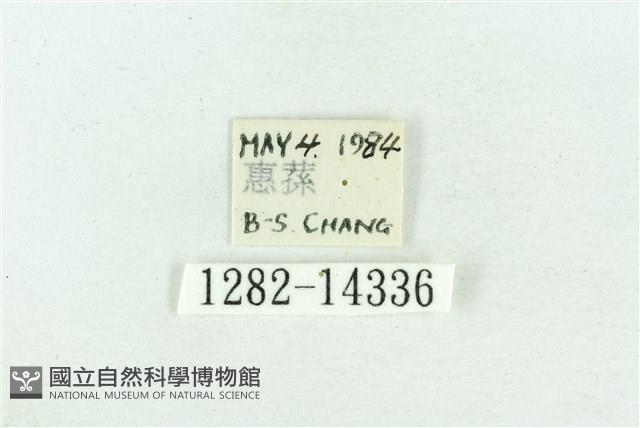 MAY 4. 1984
惠蓀
B-S. CHANG
1282-14336
國立自然科學博物館
NATIONAL MUSEUM OF NATURAL SCIENCE